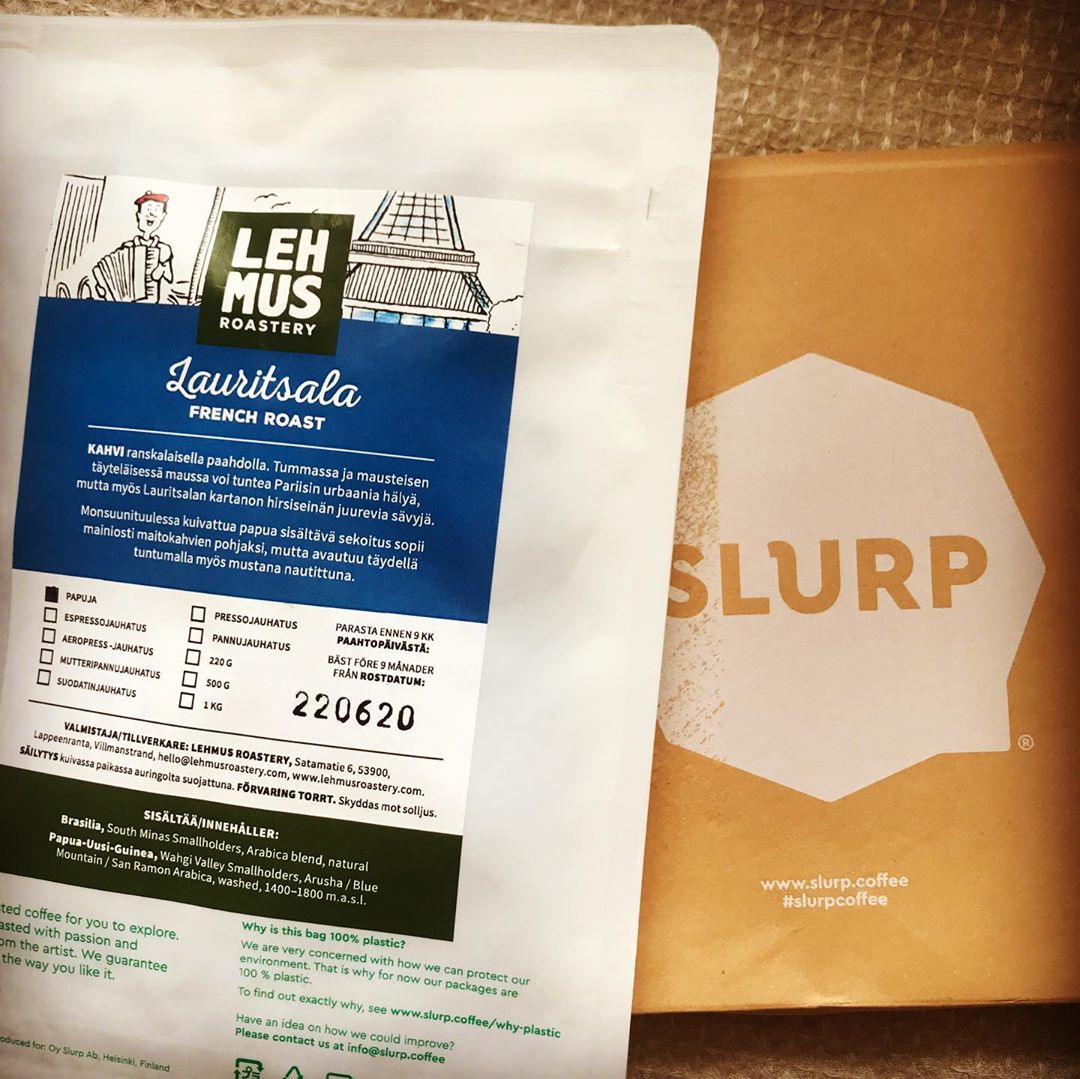 LEH
MUS
ROASTERY
Lauritsala
FRENCH ROAST
KAHVI ranskalaisella paahdolla. Tummassa ja mausteisen
täyteläisessä maussa voi tuntea Pariisin urbaania hälyä,
mutta myös Lauritsalan kartanon hirsiseinän juurevia sävyjä.
Monsuunituulessa kuivattua papua sisältävä sekoitus sopii
mainiosti maitokahvien pohjaksi, mutta avautuu täydellä
tuntumalla myös mustana nautittuna.
PAPUJA
ESPRESSOJAUHATUS
AEROPRESS-JAUHATUS
MUTTERIPANNUJAUHATUS
SUODATINJAUHATUS
PRESSOJAUHATUS
PANNUJAUHATUS
220 G
500 G
1 KG
PARASTA ENNEN 9 KK
PAAHTOPÄIVÄSTÄ:
BÄST FÖRE 9 MÅNADER
FRÅN ROSTDATUM:
220620
VALMISTAJA/TILLVERKARE: LEHMUS ROASTERY, Satamatie 6, 53900,
Lappeenranta, Villmanstrand, hello@lehmusroastery.com, www.lehmusroastery.com.
SÄILYTYS kuivassa paikassa auringolta suojattuna. FÖRVARING TORRT. Skyddas mot solljus.
SISÄLTÄÄ/INNEHÅLLER:
Brasilia, South Minas Smallholders, Arabica blend, natural
Papua-Uusi-Guinea, Wahgi Valley Smallholders, Arusha / Blue
Mountain / San Ramon Arabica, washed, 1400–1800 m.a.s.l.
ted coffee for you to explore.
asted with passion and
om the artist. We guarantee
the way you like it.
oduced for: Oy Slurp Ab, Helsinki, Finland
Why is this bag 100% plastic?
We are very concerned with how we can protect our
environment. That is why for now our packages are
100 % plastic.
To find out exactly why, see www.slurp.coffee/why-plastic
Have an idea on how we could improve?
Please contact us at info@slurp.coffee
SLURP
®
www.slurp.coffee
#slurpcoffee